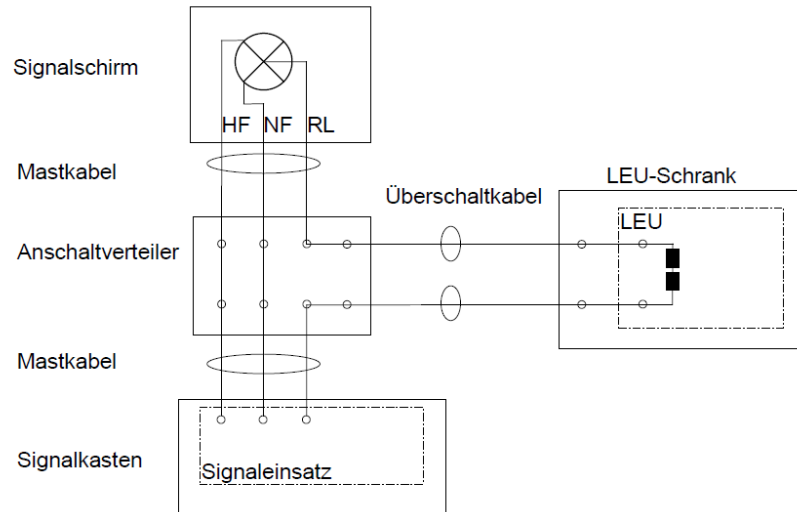 Signalschirm
HF NF RL
Mastkabel
LEU-Schrank
Überschaltkabel
LEU
Anschaltverteiler
Mastkabel
Signalkasten
Signaleinsatz